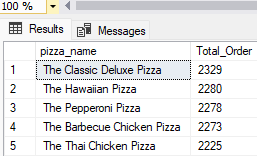 100 %
Results Messages
pizza_name Total_Order
1 The Classic Deluxe Pizza 2329
2 The Hawaiian Pizza 2280
3 The Pepperoni Pizza 2278
4 The Barbecue Chicken Pizza 2273
5 The Thai Chicken Pizza 2225